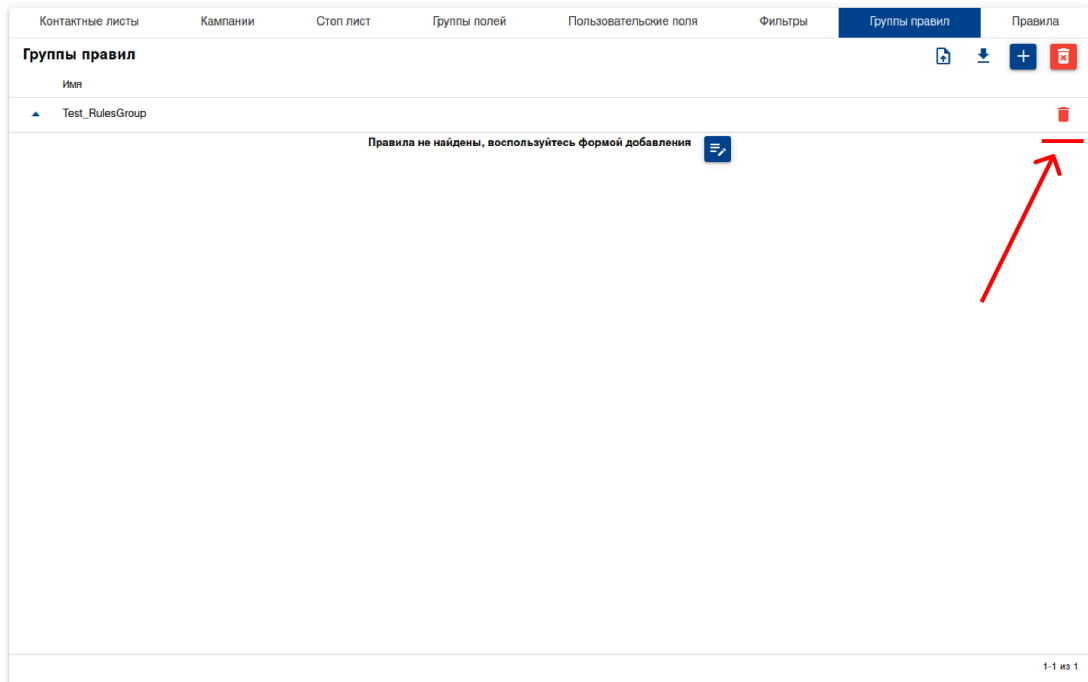 Контактные листы Кампании Стоп лист Группы полей Пользовательские поля Фильтры Группы правил Правила
Группы правил
Имя
Test_RulesGroup
Правила не найдены, воспользуйтесь формой добавления
1-1 из 1